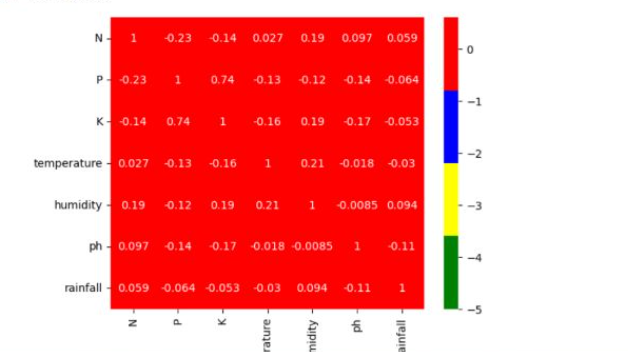 N 1 -0.23 -0.14 0.027 0.19 0.097 0.059
P -0.23 1 0.74 -0.13 -0.12 -0.14 -0.064
K -0.14 0.74 1 -0.16 0.19 -0.17 -0.053
temperature 0.027 -0.13 -0.16 1 0.21 -0.018 -0.03
humidity 0.19 -0.12 0.19 0.21 1 -0.0085 0.094
ph 0.097 -0.14 -0.17 -0.018 -0.0085 1 -0.11
rainfall 0.059 -0.064 -0.053 -0.03 0.094 -0.11 1
N
P
K
rature
midity
ph
ainfall
0
-1
-2
-3
-4
-5